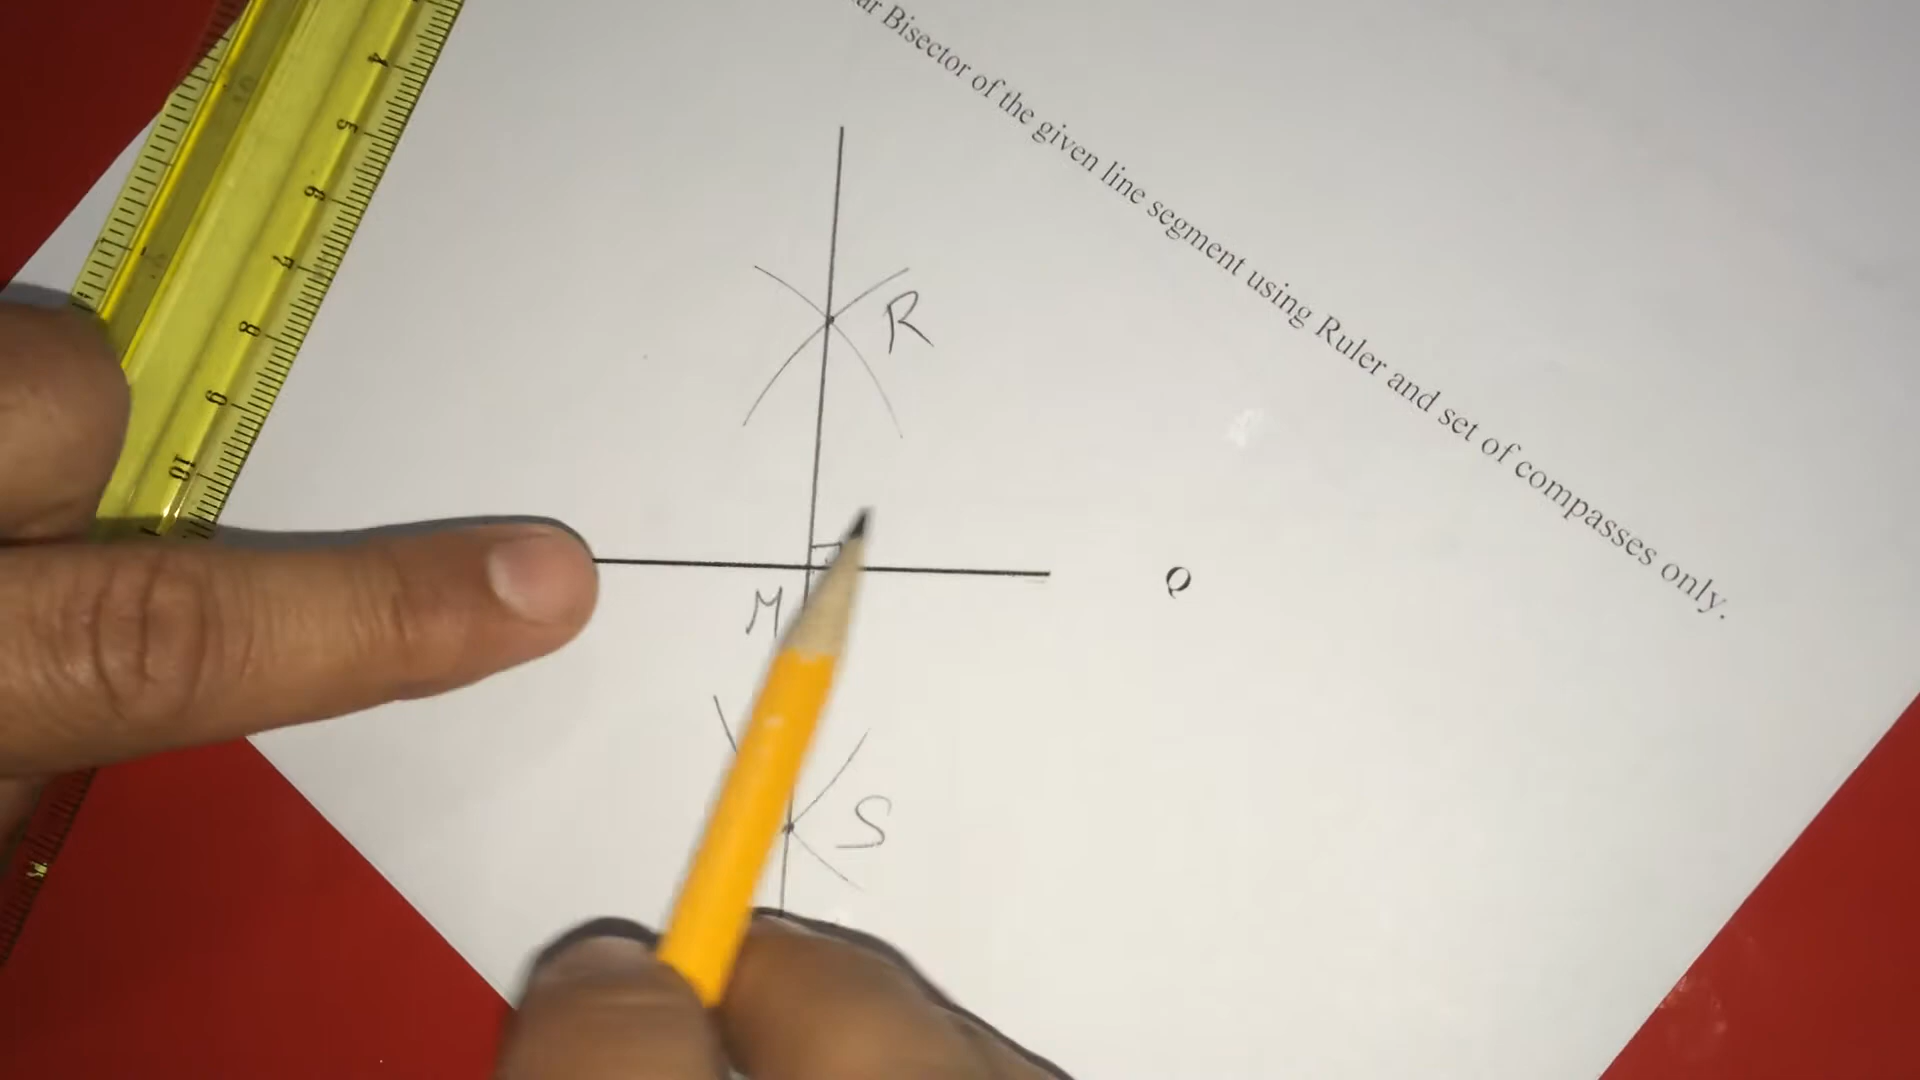 Bisector of the given line segment using Ruler and set of compasses only.
R
M
Q
S
4
5
6
7
8
9
10